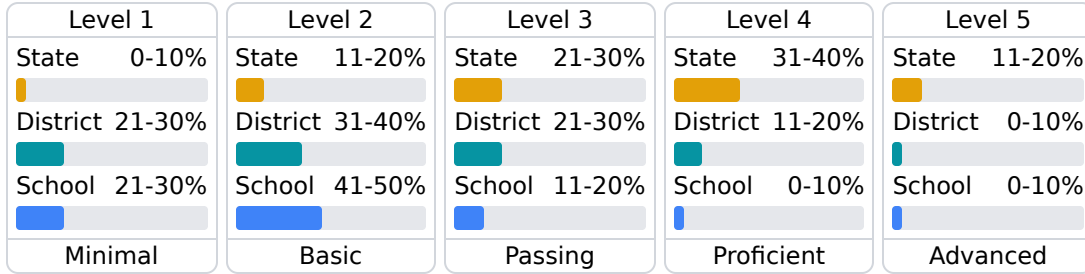 Level 1
State 0-10%
District 21-30%
School 21-30%
Minimal
Level 2
State 11-20%
District 31-40%
School 41-50%
Basic
Level 3
State 21-30%
District 21-30%
School 11-20%
Passing
Level 4
State 31-40%
District 11-20%
School 0-10%
Proficient
Level 5
State 11-20%
District 0-10%
School 0-10%
Advanced